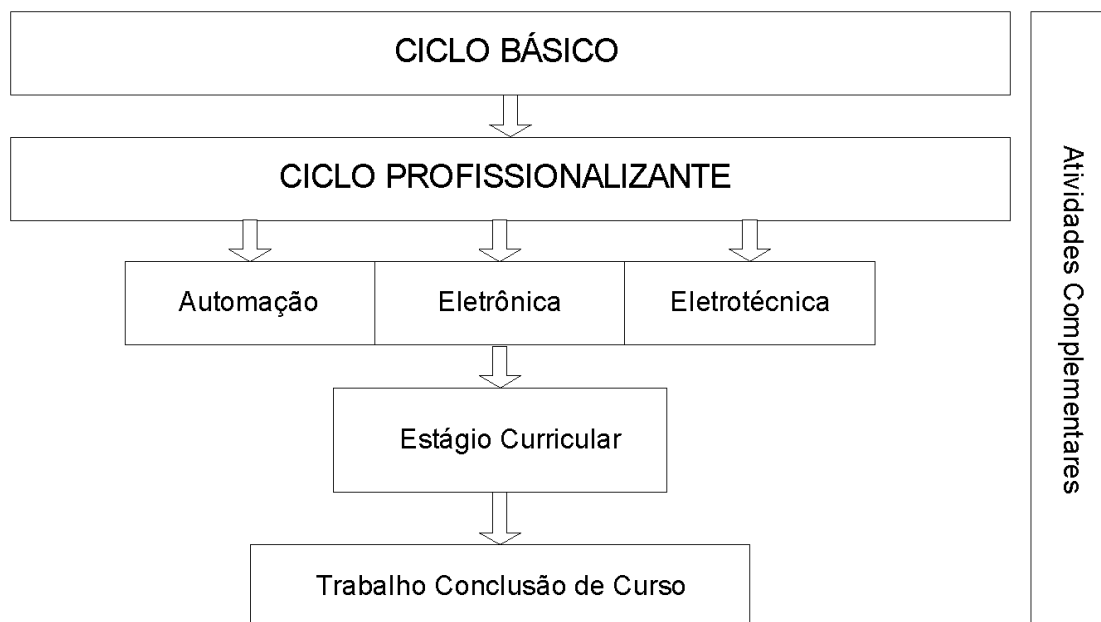 CICLO BÁSICO
CICLO PROFISSIONALIZANTE
Automação
Eletrônica
Eletrotécnica
Estágio Curricular
Trabalho Conclusão de Curso
Atividades Complementares